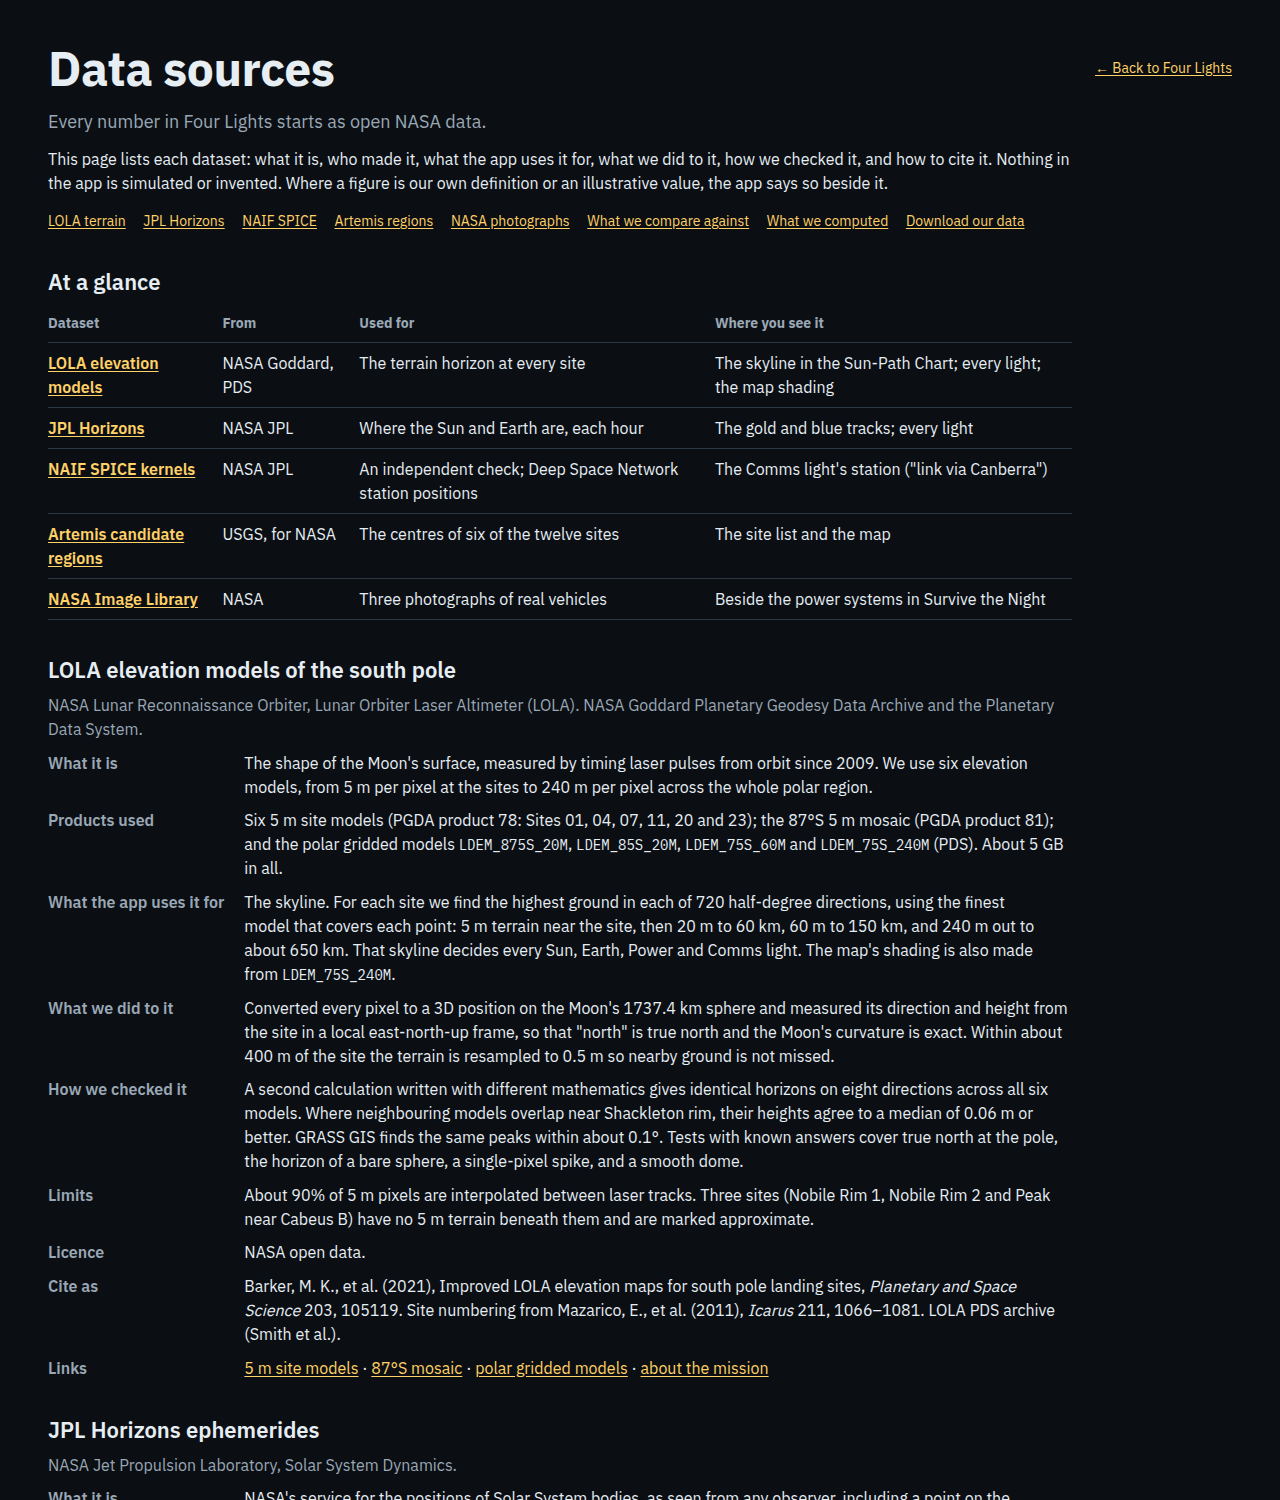 Data sources
← Back to Four Lights
Every number in Four Lights starts as open NASA data.
This page lists each dataset: what it is, who made it, what the app uses it for, what we did to it, how we checked it, and how to cite it. Nothing in
the app is simulated or invented. Where a figure is our own definition or an illustrative value, the app says so beside it.
LOLA terrain JPL Horizons NAIF SPICE Artemis regions NASA photographs What we compare against What we computed Download our data
At a glance
Dataset From Used for Where you see it
LOLA elevation NASA Goddard, The terrain horizon at every site The skyline in the Sun-Path Chart; every light;
models PDS the map shading
JPL Horizons NASA JPL Where the Sun and Earth are, each hour The gold and blue tracks; every light
NAIF SPICE kernels NASA JPL An independent check; Deep Space Network The Comms light's station ("link via Canberra")
station positions
Artemis candidate USGS, for NASA The centres of six of the twelve sites The site list and the map
regions
NASA Image Library NASA Three photographs of real vehicles Beside the power systems in Survive the Night
LOLA elevation models of the south pole
NASA Lunar Reconnaissance Orbiter, Lunar Orbiter Laser Altimeter (LOLA). NASA Goddard Planetary Geodesy Data Archive and the Planetary
Data System.
What it is The shape of the Moon's surface, measured by timing laser pulses from orbit since 2009. We use six elevation
models, from 5 m per pixel at the sites to 240 m per pixel across the whole polar region.
Products used Six 5 m site models (PGDA product 78: Sites 01, 04, 07, 11, 20 and 23); the 87°S 5 m mosaic (PGDA product 81);
and the polar gridded models LDEM_875S_20M, LDEM_85S_20M, LDEM_75S_60M and LDEM_75S_240M (PDS). About 5 GB
in all.
What the app uses it for The skyline. For each site we find the highest ground in each of 720 half-degree directions, using the finest
model that covers each point: 5 m terrain near the site, then 20 m to 60 km, 60 m to 150 km, and 240 m out to
about 650 km. That skyline decides every Sun, Earth, Power and Comms light. The map's shading is also made
from LDEM_75S_240M.
What we did to it Converted every pixel to a 3D position on the Moon's 1737.4 km sphere and measured its direction and height from
the site in a local east-north-up frame, so that "north" is true north and the Moon's curvature is exact. Within about
400 m of the site the terrain is resampled to 0.5 m so nearby ground is not missed.
How we checked it A second calculation written with different mathematics gives identical horizons on eight directions across all six
models. Where neighbouring models overlap near Shackleton rim, their heights agree to a median of 0.06 m or
better. GRASS GIS finds the same peaks within about 0.1°. Tests with known answers cover true north at the pole,
the horizon of a bare sphere, a single-pixel spike, and a smooth dome.
Limits About 90% of 5 m pixels are interpolated between laser tracks. Three sites (Nobile Rim 1, Nobile Rim 2 and Peak
near Cabeus B) have no 5 m terrain beneath them and are marked approximate.
Licence NASA open data.
Cite as Barker, M. K., et al. (2021), Improved LOLA elevation maps for south pole landing sites, Planetary and Space
Science 203, 105119. Site numbering from Mazarico, E., et al. (2011), Icarus 211, 1066–1081. LOLA PDS archive
(Smith et al.).
Links 5 m site models · 87°S mosaic · polar gridded models · about the mission
JPL Horizons ephemerides
NASA Jet Propulsion Laboratory, Solar System Dynamics.
What it is NASA's service for the positions of Solar System bodies, as seen from any observer, including a point on the